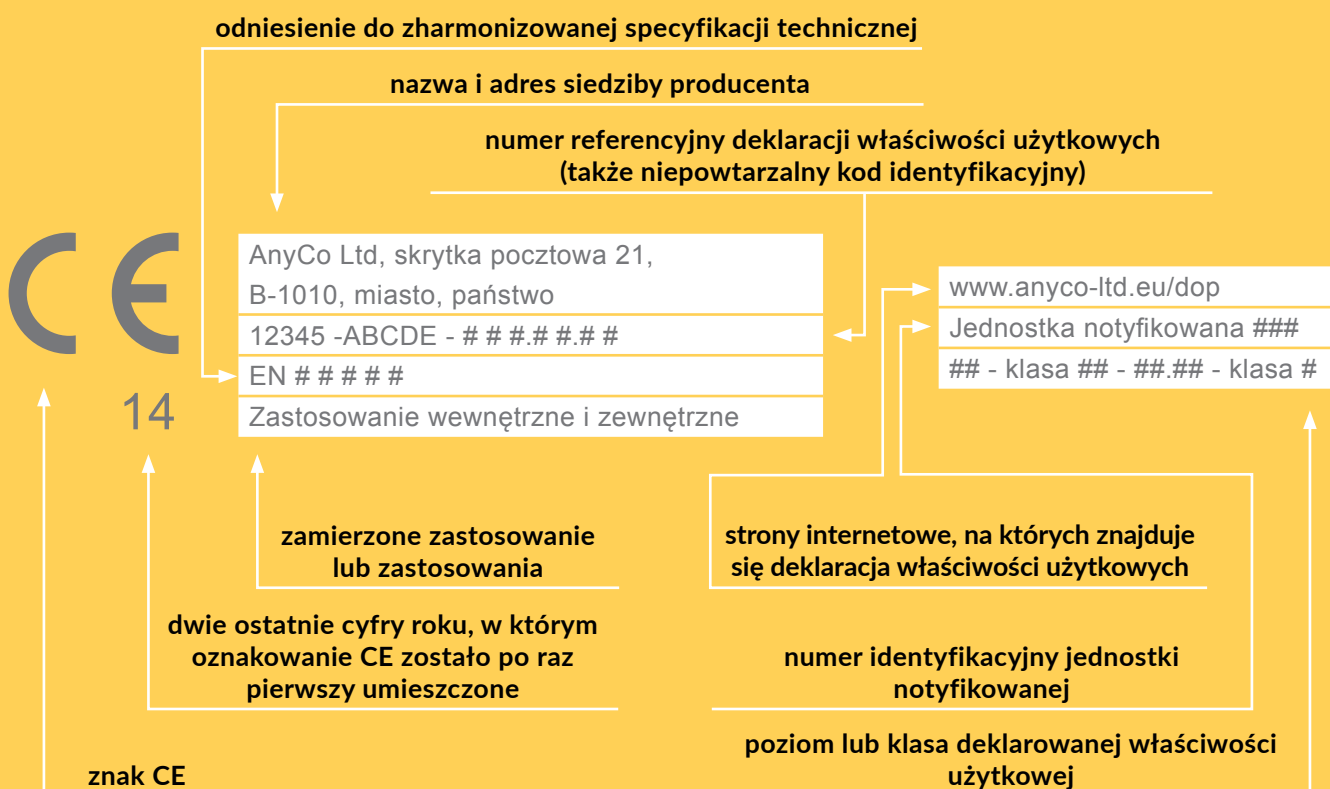 odniesienie do zharmonizowanej specyfikacji technicznej
nazwa i adres siedziby producenta
numer referencyjny deklaracji właściwości użytkowych
(także niepowtarzalny kod identyfikacyjny)
CE
14
AnyCo Ltd, skrytka pocztowa 21,
B-1010, miasto, państwo
12345 -ABCDE - # # #.# #.# #
EN # # # # #
Zastosowanie wewnętrzne i zewnętrzne
www.anyco-ltd.eu/dop
Jednostka notyfikowana ###
## - klasa ## - ##.## - klasa #
zamierzone zastosowanie
lub zastosowania
strony internetowe, na których znajduje
się deklaracja właściwości użytkowych
dwie ostatnie cyfry roku, w którym
oznakowanie CE zostało po raz
pierwszy umieszczone
numer identyfikacyjny jednostki
notyfikowanej
poziom lub klasa deklarowanej właściwości
użytkowej
znak CE